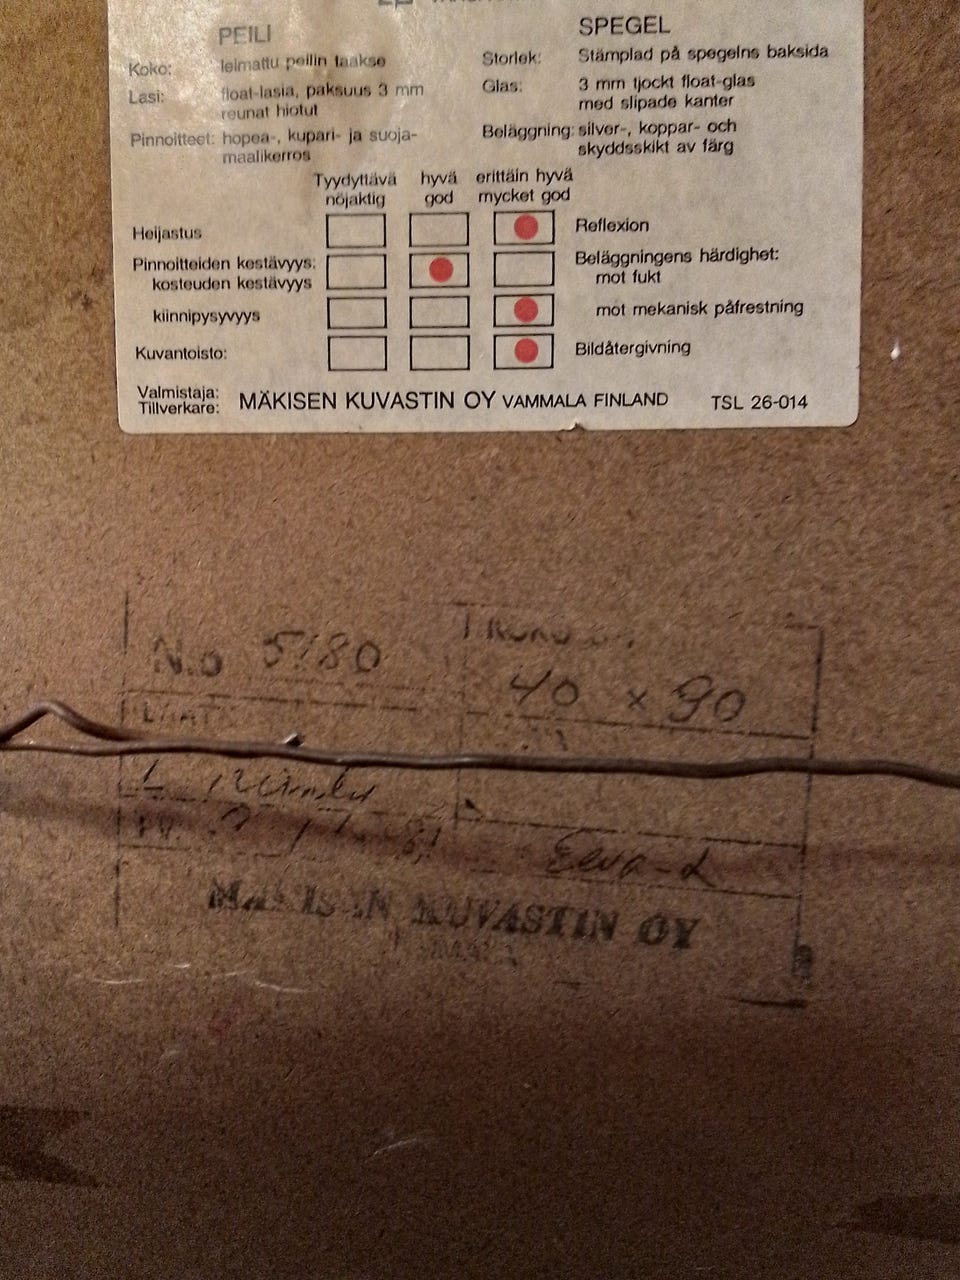 PEILI
SPEGEL
Koko: leimattu peilin taakse
Storlek: Stämplad på spegelns baksida
Lasi: float-lasia, paksuus 3 mm
reunat hiotut
Glas: 3 mm tjockt float-glas
med slipade kanter
Pinnoitteet: hopea-, kupari- ja suoja-
maalikerros
Beläggning: silver-, koppar- och
skyddsskikt av färg
Tyydyttävä hyvä erittäin hyvä
nöjaktig god mycket god
Heijastus Reflexion
Pinnoitteiden kestävyys: Beläggningens härdighet:
kosteuden kestävyys mot fukt
kiinnipysyvyys mot mekanisk påfrestning
Kuvantoisto: Bildåtergivning
Valmistaja:
Tillverkare: MÄKISEN KUVASTIN OY VAMMALA FINLAND TSL 26-014
N:o 5180
40 x 90
Eeva-L
MÄKISEN KUVASTIN OY